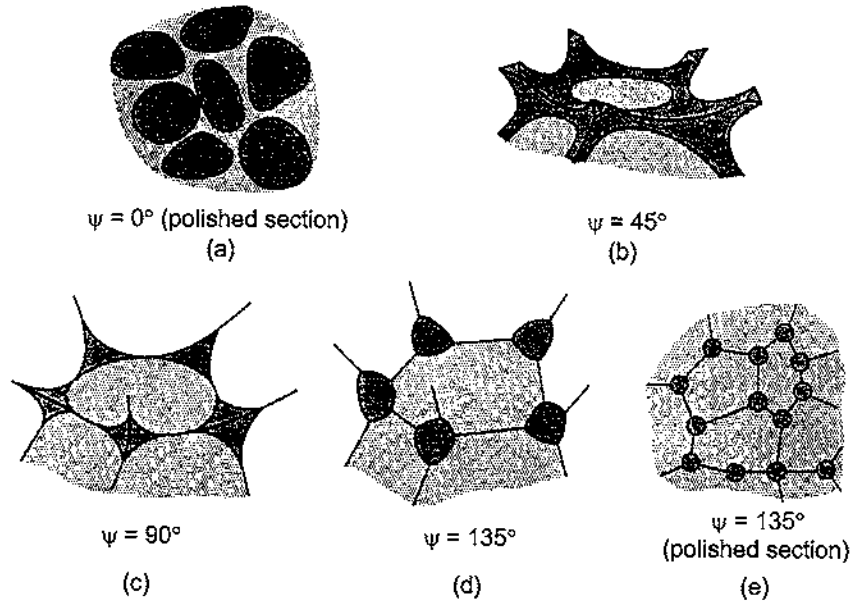 ψ = 0° (polished section)
(a)
ψ = 45°
(b)
ψ = 90°
(c)
ψ = 135°
(d)
ψ = 135°
(polished section)
(e)